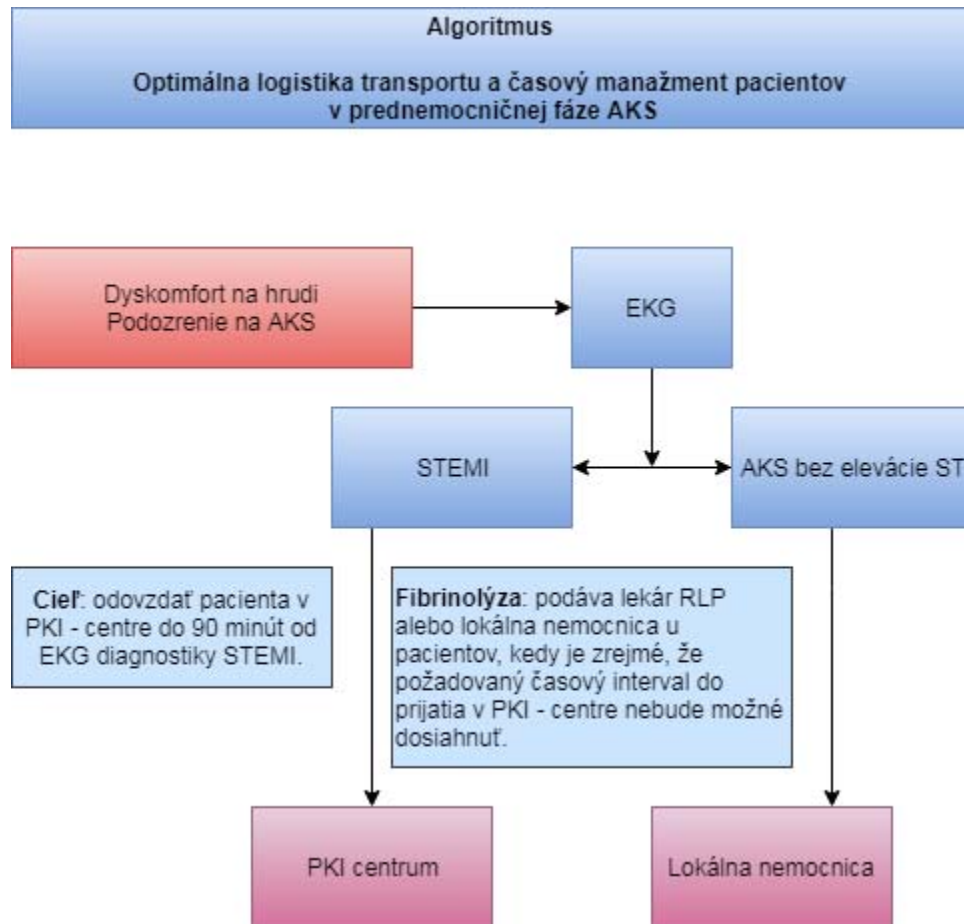 Algoritmus
Optimálna logistika transportu a časový manažment pacientov
v prednemocničnej fáze AKS
Dyskomfort na hrudi
Podozrenie na AKS
EKG
STEMI
AKS bez elevácie ST
Cieľ: odovzdať pacienta v
PKI - centre do 90 minút od
EKG diagnostiky STEMI.
Fibrinolýza: podáva lekár RLP
alebo lokálna nemocnica u
pacientov, kedy je zrejmé, že
požadovaný časový interval do
prijatia v PKI - centre nebude možné
dosiahnuť.
PKI centrum
Lokálna nemocnica